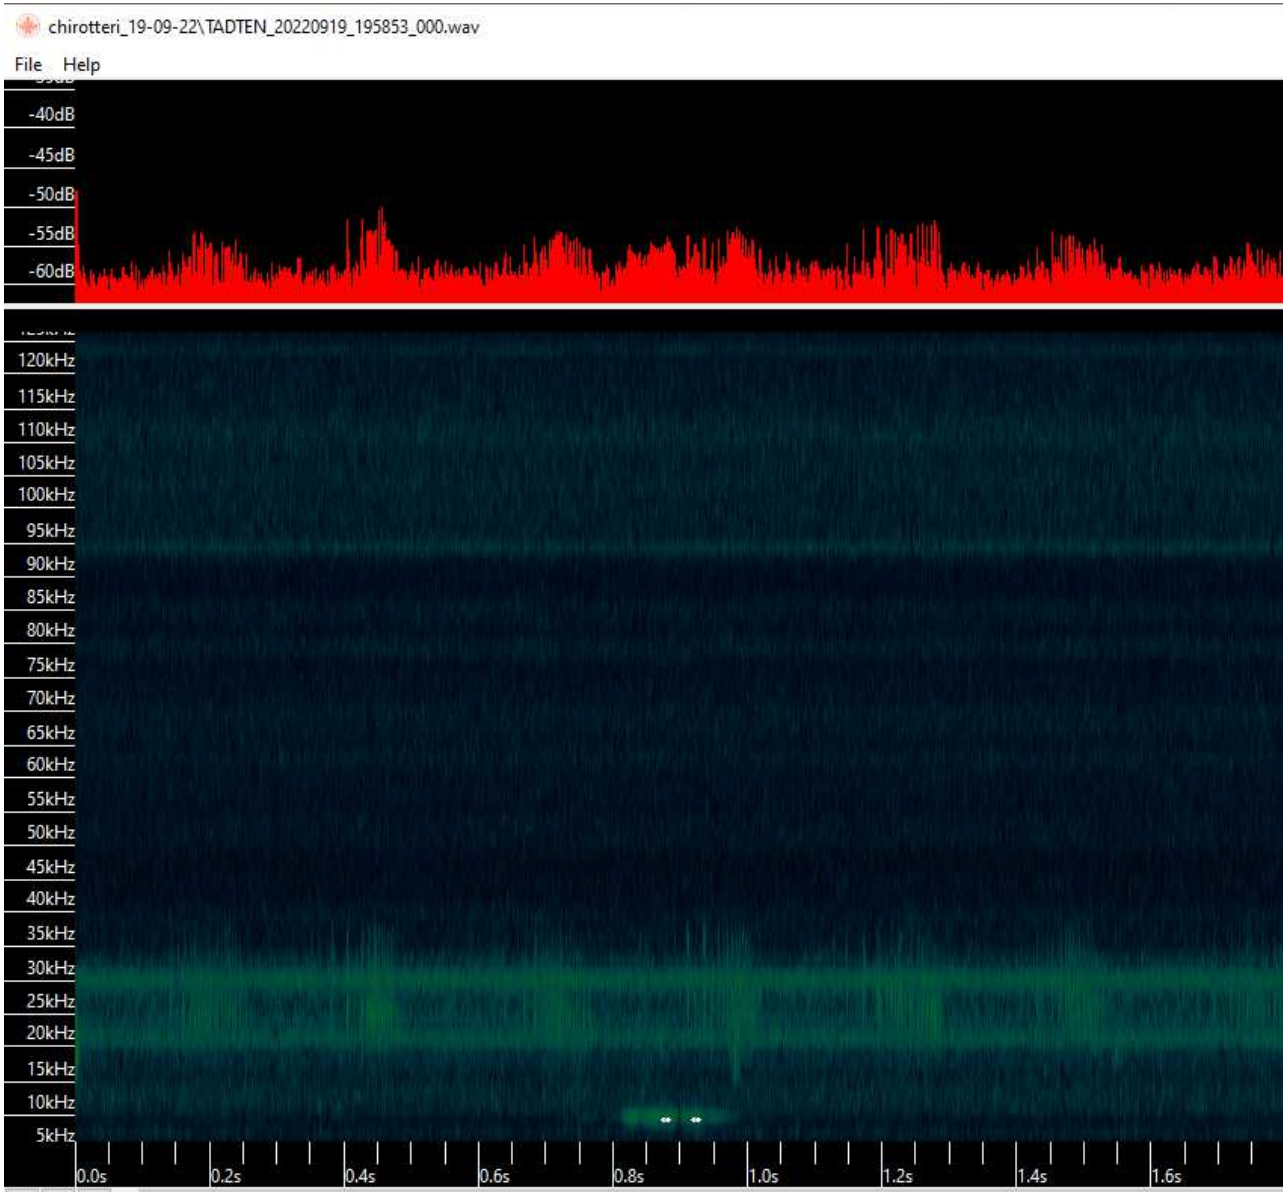 chirotteri_19-09-22\TADTEN_20220919_195853_000.wav
File Help
-40dB
-45dB
-50dB
-55dB
-60dB
120kHz
115kHz
110kHz
105kHz
100kHz
95kHz
90kHz
85kHz
80kHz
75kHz
70kHz
65kHz
60kHz
55kHz
50kHz
45kHz
40kHz
35kHz
30kHz
25kHz
20kHz
15kHz
10kHz
5kHz
0.0s 0.2s 0.4s 0.6s 0.8s 1.0s 1.2s 1.4s 1.6s